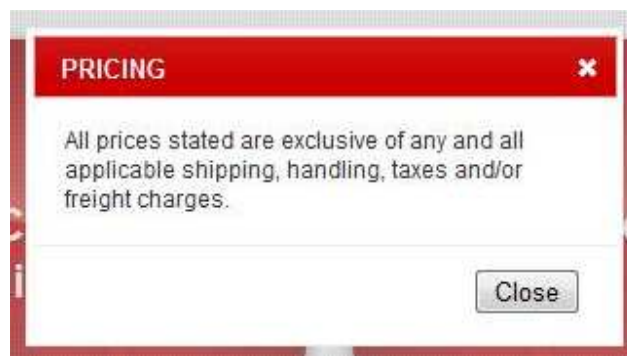 PRICING
All prices stated are exclusive of any and all
applicable shipping, handling, taxes and/or
freight charges.
Close